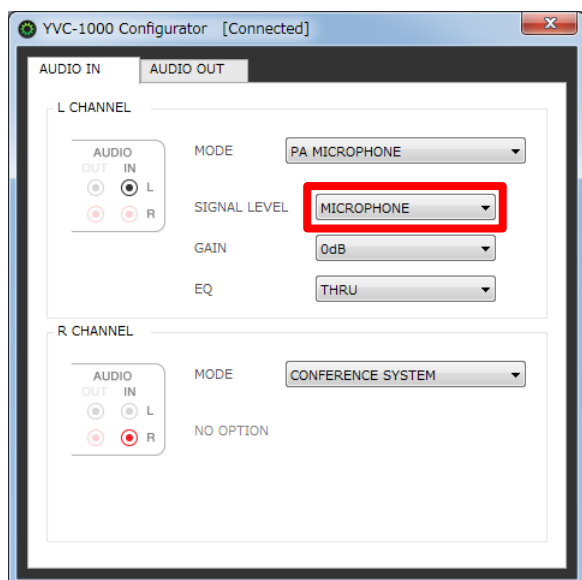 YVC-1000 Configurator [Connected]
AUDIO IN AUDIO OUT
L CHANNEL
AUDIO
OUT IN
L
R
MODE PA MICROPHONE
SIGNAL LEVEL MICROPHONE
GAIN 0dB
EQ THRU
R CHANNEL
AUDIO
OUT IN
L
R
MODE CONFERENCE SYSTEM
NO OPTION